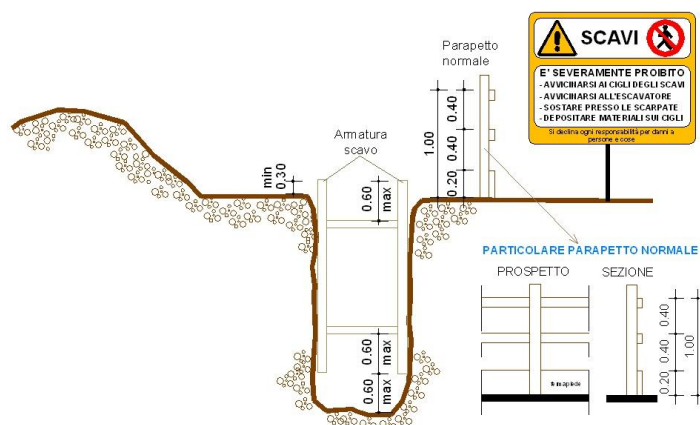 SCAVI
E' SEVERAMENTE PROIBITO
- AVVICINARSI AI CIGLI DEGLI SCAVI
- AVVICINARSI ALL'ESCAVATORE
- SOSTARE PRESSO LE SCARPATE
- DEPOSITARE MATERIALI SUI CIGLI
Si declina ogni responsabilità per danni a
persone e cose
Parapetto
normale
1.00
0.40
0.40
0.20
Armatura
scavo
min
0.30
0.60
max
0.60
max
0.60
max
PARTICOLARE PARAPETTO NORMALE
PROSPETTO
SEZIONE
0.40
0.40
0.20
1.00